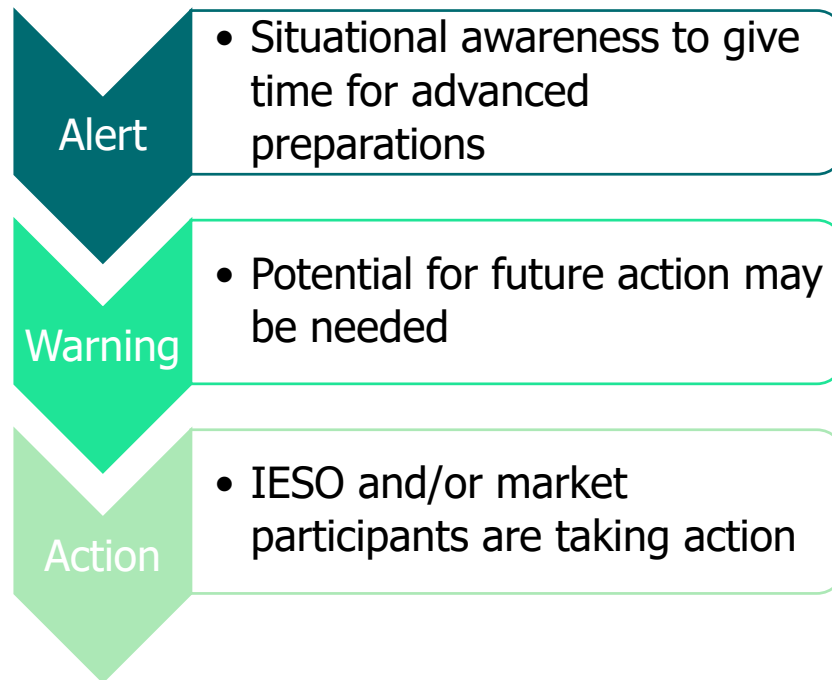 Alert
• Situational awareness to give
time for advanced
preparations
Warning
• Potential for future action may
be needed
Action
• IESO and/or market
participants are taking action